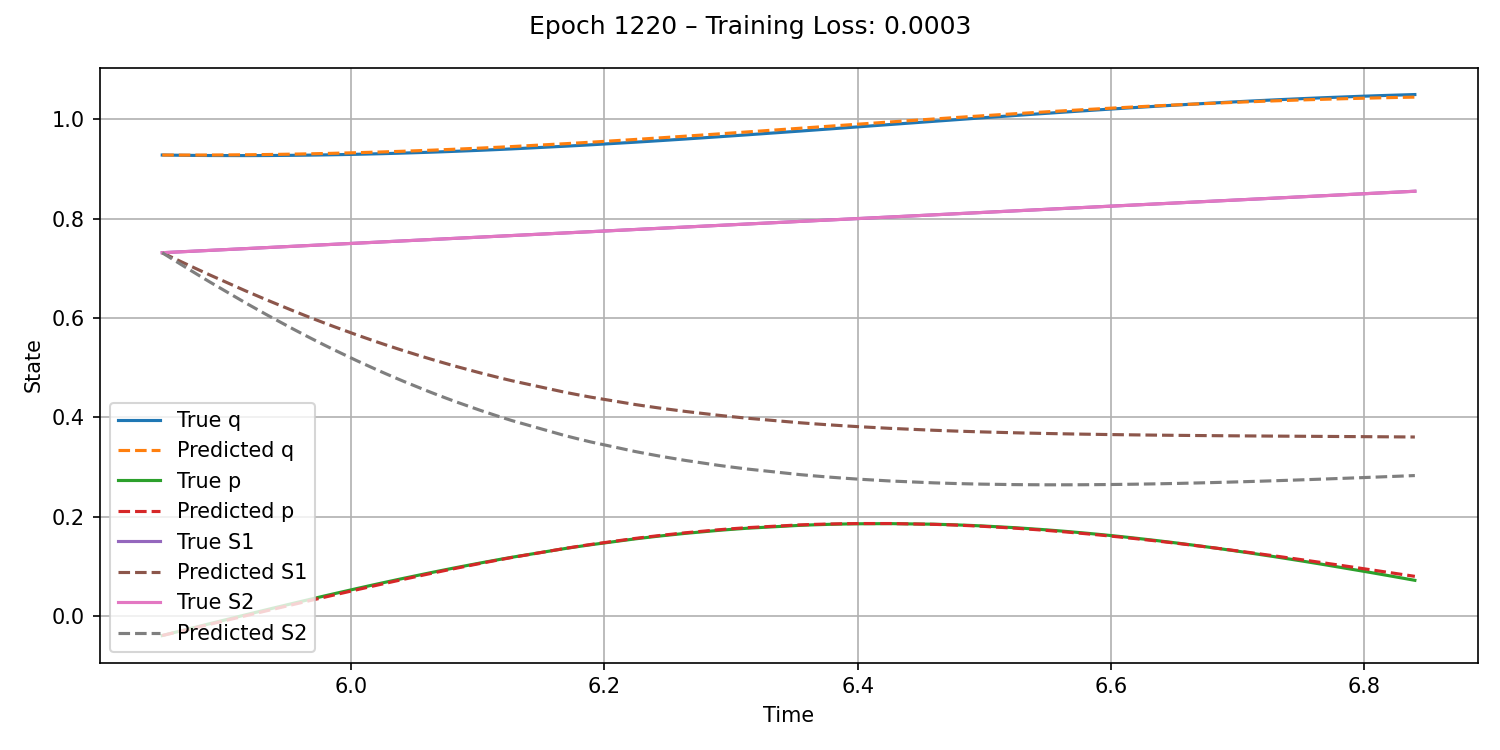 Epoch 1220 – Training Loss: 0.0003
State
1.0
0.8
0.6
0.4
0.2
0.0
True q
Predicted q
True p
Predicted p
True S1
Predicted S1
True S2
Predicted S2
6.0 6.2 6.4 6.6 6.8
Time